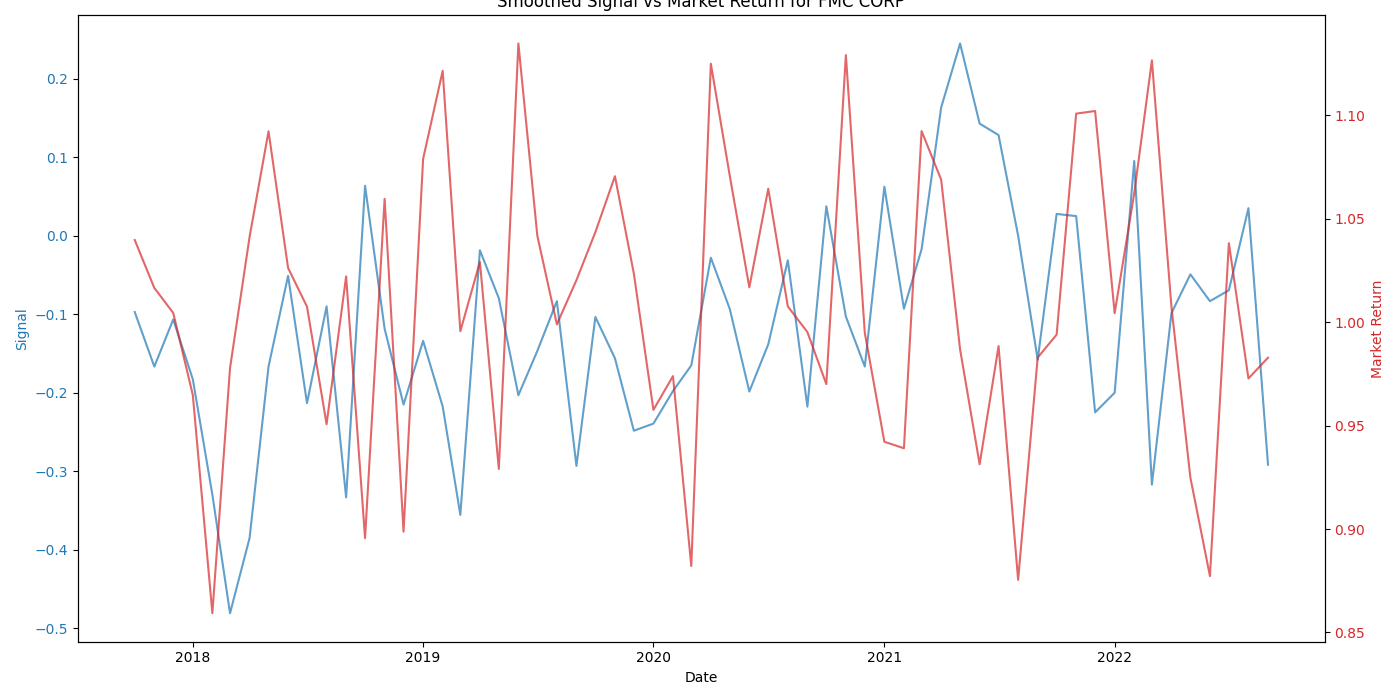 Smoothed Signal vs Market Return for FMC CORP
Signal
0.2
0.1
0.0
−0.1
−0.2
−0.3
−0.4
−0.5
1.10
1.05
1.00
0.95
0.90
0.85
Market Return
2018 2019 2020 2021 2022
Date